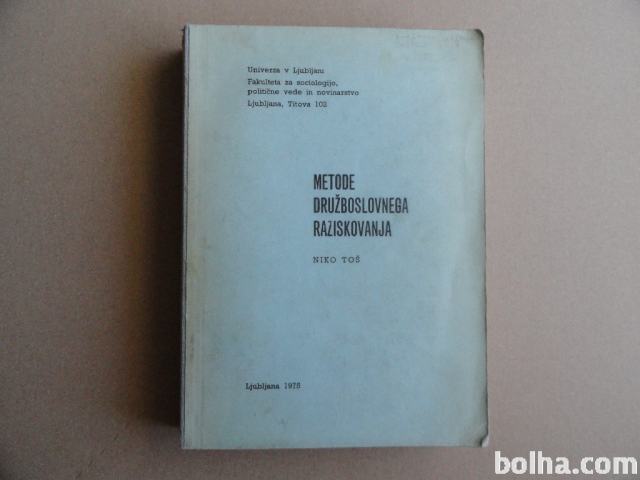 Univerza v Ljubljani
Fakulteta za sociologijo,
politične vede in novinarstvo
Ljubljana, Titova 102
METODE
DRUŽBOSLOVNEGA
RAZISKOVANJA
NIKO TOŠ
Ljubljana 1975
bolha.com